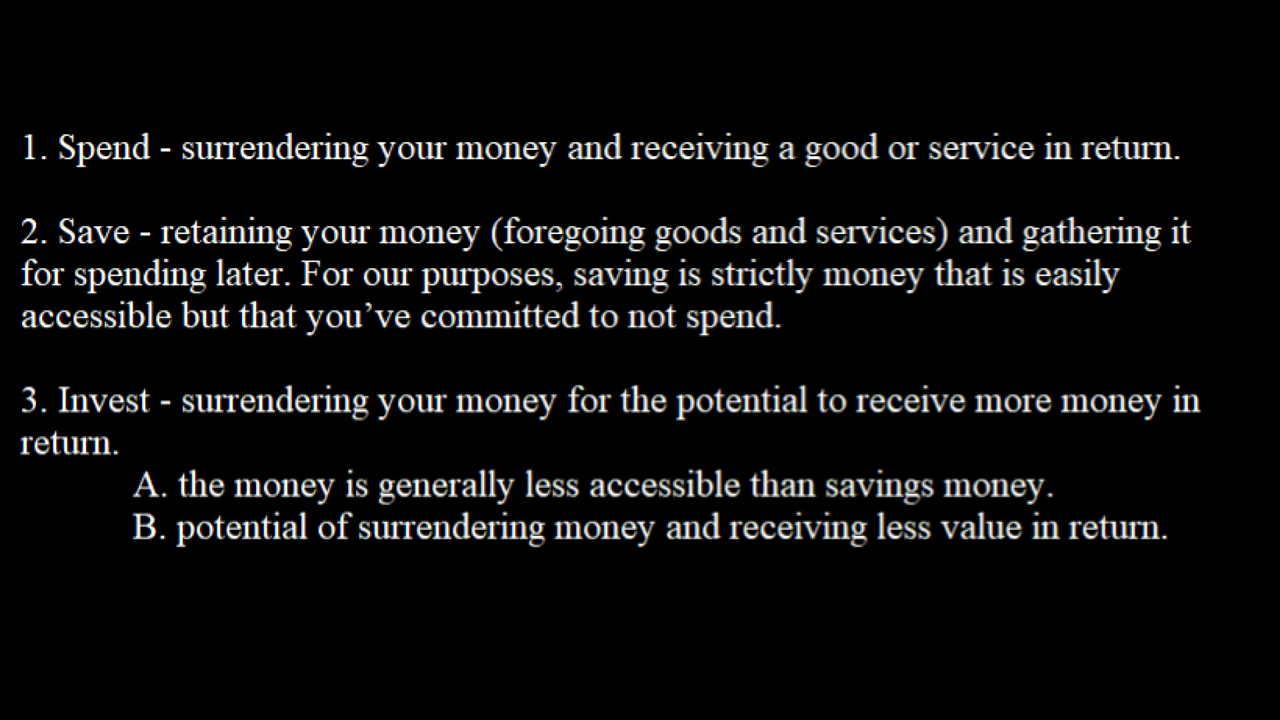 1. Spend - surrendering your money and receiving a good or service in return.
2. Save - retaining your money (foregoing goods and services) and gathering it
for spending later. For our purposes, saving is strictly money that is easily
accessible but that you’ve committed to not spend.
3. Invest - surrendering your money for the potential to receive more money in
return.
A. the money is generally less accessible than savings money.
B. potential of surrendering money and receiving less value in return.